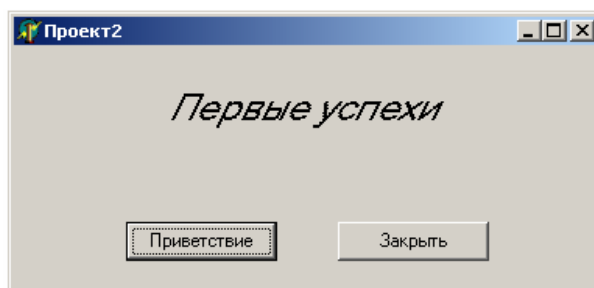 Проект2
Первые успехи
Приветствие Закрыть